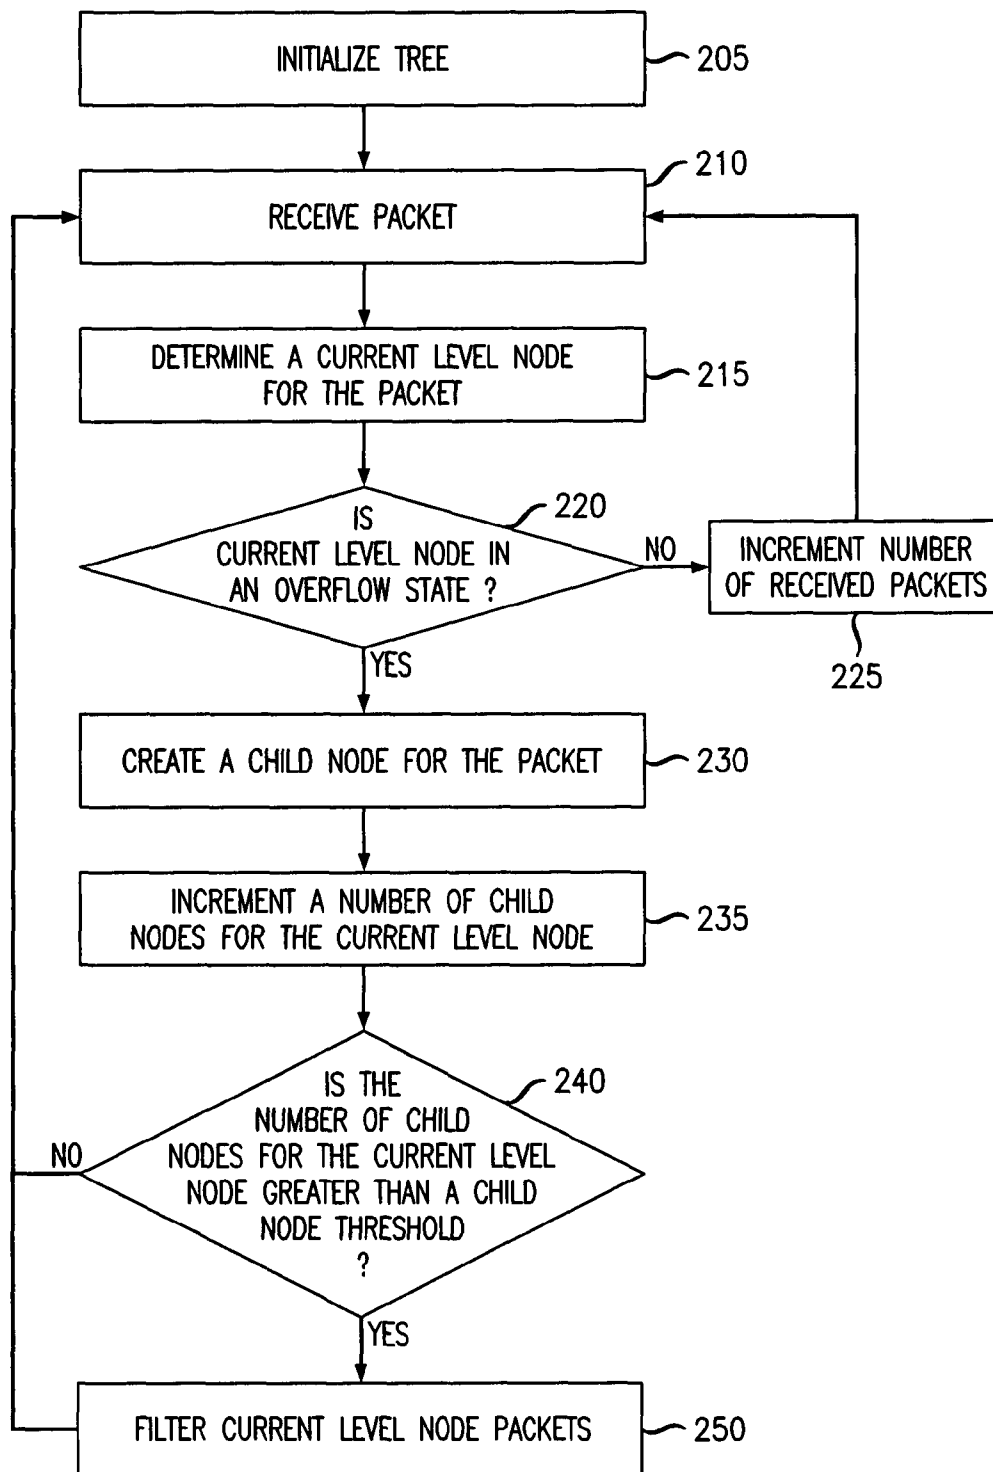 INITIALIZE TREE
205
RECEIVE PACKET
210
DETERMINE A CURRENT LEVEL NODE
FOR THE PACKET
215
IS
CURRENT LEVEL NODE IN
AN OVERFLOW STATE ?
220
NO
INCREMENT NUMBER
OF RECEIVED PACKETS
225
YES
CREATE A CHILD NODE FOR THE PACKET
230
INCREMENT A NUMBER OF CHILD
NODES FOR THE CURRENT LEVEL NODE
235
IS THE
NUMBER OF CHILD
NODES FOR THE CURRENT LEVEL
NODE GREATER THAN A CHILD
NODE THRESHOLD
?
240
NO
YES
FILTER CURRENT LEVEL NODE PACKETS
250